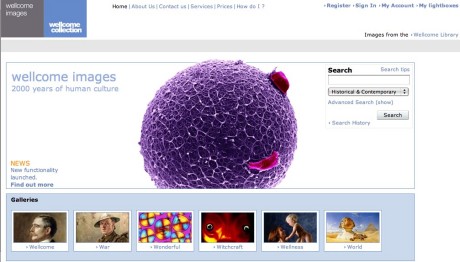 wellcome
images
wellcome
collection
Home | About Us | Contact us | Services | Prices | How do I ?
Register Sign In My Account My lightboxes
Images from the Wellcome Library
wellcome images
2000 years of human culture
NEWS
New functionality
launched.
Find out more
Search Search tips
Historical & Contemporary
Advanced Search (show)
Search
Search History
Galleries
Wellcome
War
Wonderful
Witchcraft
Wellness
World